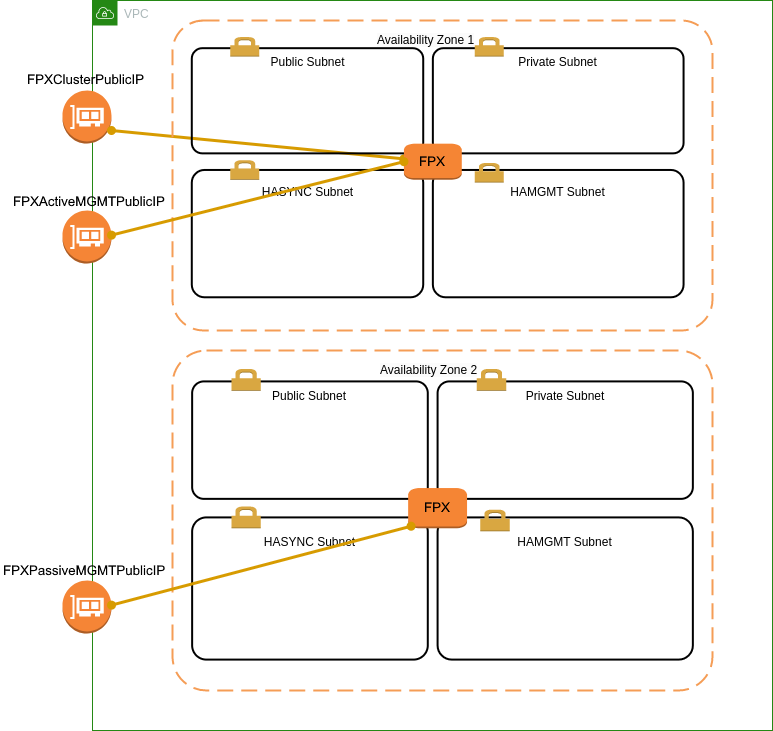 VPC
Availability Zone 1
Public Subnet
Private Subnet
FPXClusterPublicIP
FPX
HASYNC Subnet
HAMGMT Subnet
FPXActiveMGMTPublicIP
Availability Zone 2
Public Subnet
Private Subnet
FPX
HASYNC Subnet
HAMGMT Subnet
FPXPassiveMGMTPublicIP